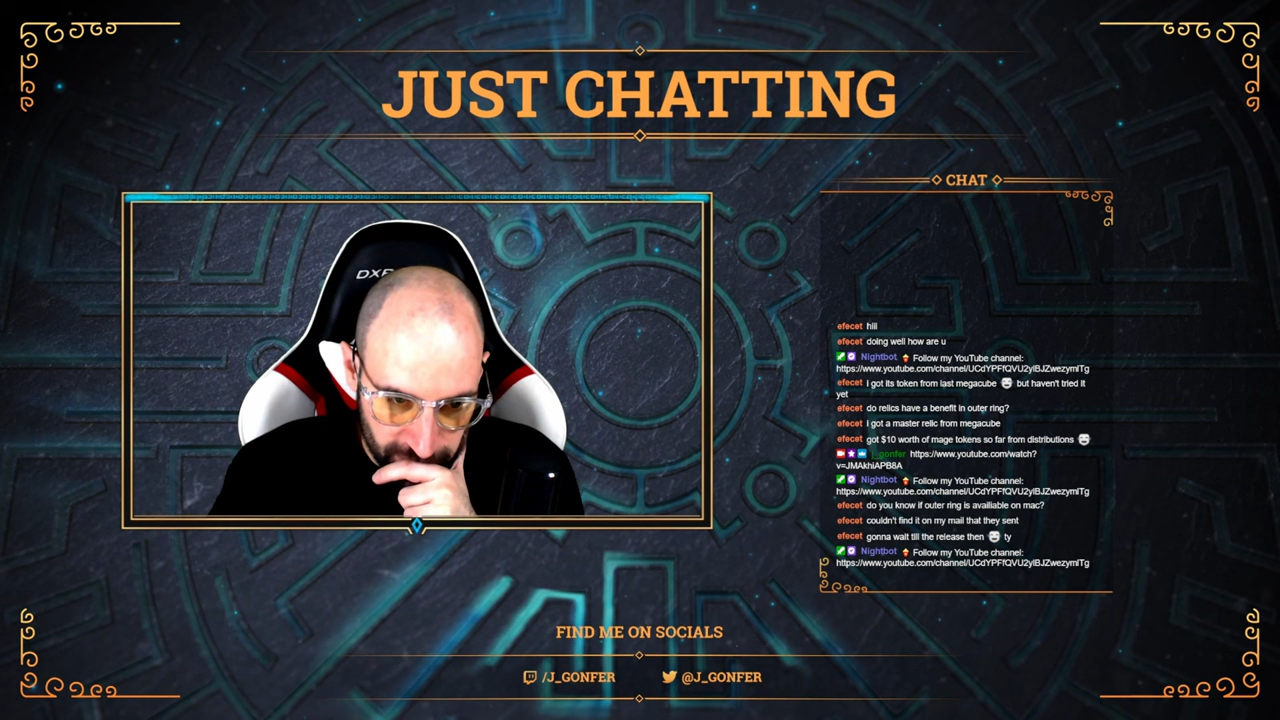 JUST CHATTING
CHAT
efecet hiii
efecet doing well how are u
Nightbot Follow my YouTube channel:
https://www.youtube.com/channel/UCdYPFfQVU2yIBJZwezymlTg
efecet I got its token from last megacube but haven't tried it
yet
efecet do relics have a benefit in outer ring?
efecet I got a master relic from megacube
efecet got $10 worth of mage tokens so far from distributions
j_gonfer https://www.youtube.com/watch?
v=JMAkhiAPB8A
Nightbot Follow my YouTube channel:
https://www.youtube.com/channel/UCdYPFfQVU2yIBJZwezymlTg
efecet do you know if outer ring is availiable on mac?
efecet couldn't find it on my mail that they sent
efecet gonna wait till the release then ty
Nightbot Follow my YouTube channel:
https://www.youtube.com/channel/UCdYPFfQVU2yIBJZwezymlTg
FIND ME ON SOCIALS
/J_GONFER @J_GONFER